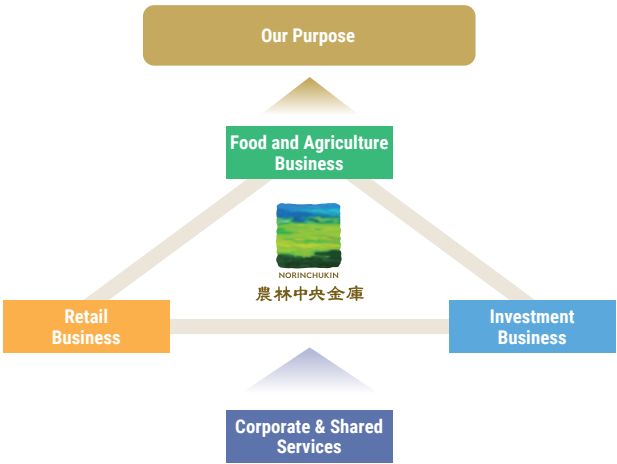 Our Purpose
Food and Agriculture
Business
NORINCHUKIN
農林中央金庫
Retail
Business
Investment
Business
Corporate & Shared
Services